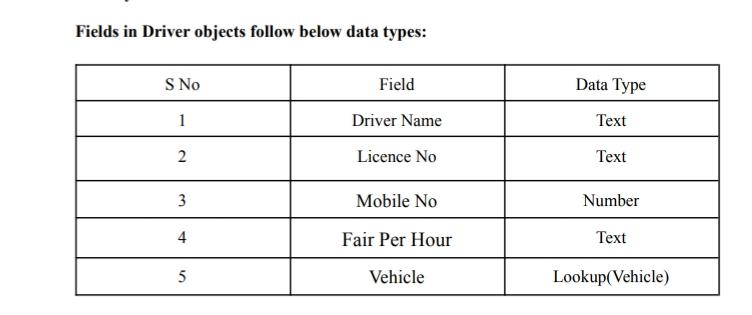 Fields in Driver objects follow below data types:
S No Field Data Type
1 Driver Name Text
2 Licence No Text
3 Mobile No Number
4 Fair Per Hour Text
5 Vehicle Lookup(Vehicle)